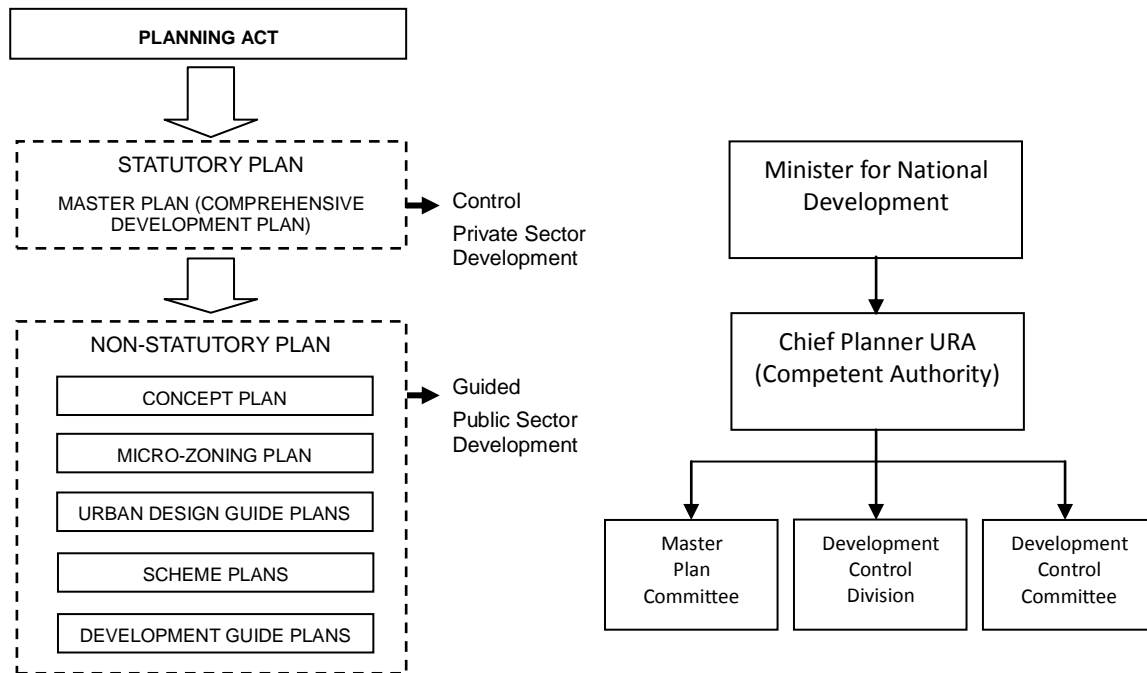 PLANNING ACT
STATUTORY PLAN
MASTER PLAN (COMPREHENSIVE
DEVELOPMENT PLAN)
Control
Private Sector
Development
NON-STATUTORY PLAN
CONCEPT PLAN
MICRO-ZONING PLAN
URBAN DESIGN GUIDE PLANS
SCHEME PLANS
DEVELOPMENT GUIDE PLANS
Guided
Public Sector
Development
Minister for National
Development
Chief Planner URA
(Competent Authority)
Master
Plan
Committee
Development
Control
Division
Development
Control
Committee